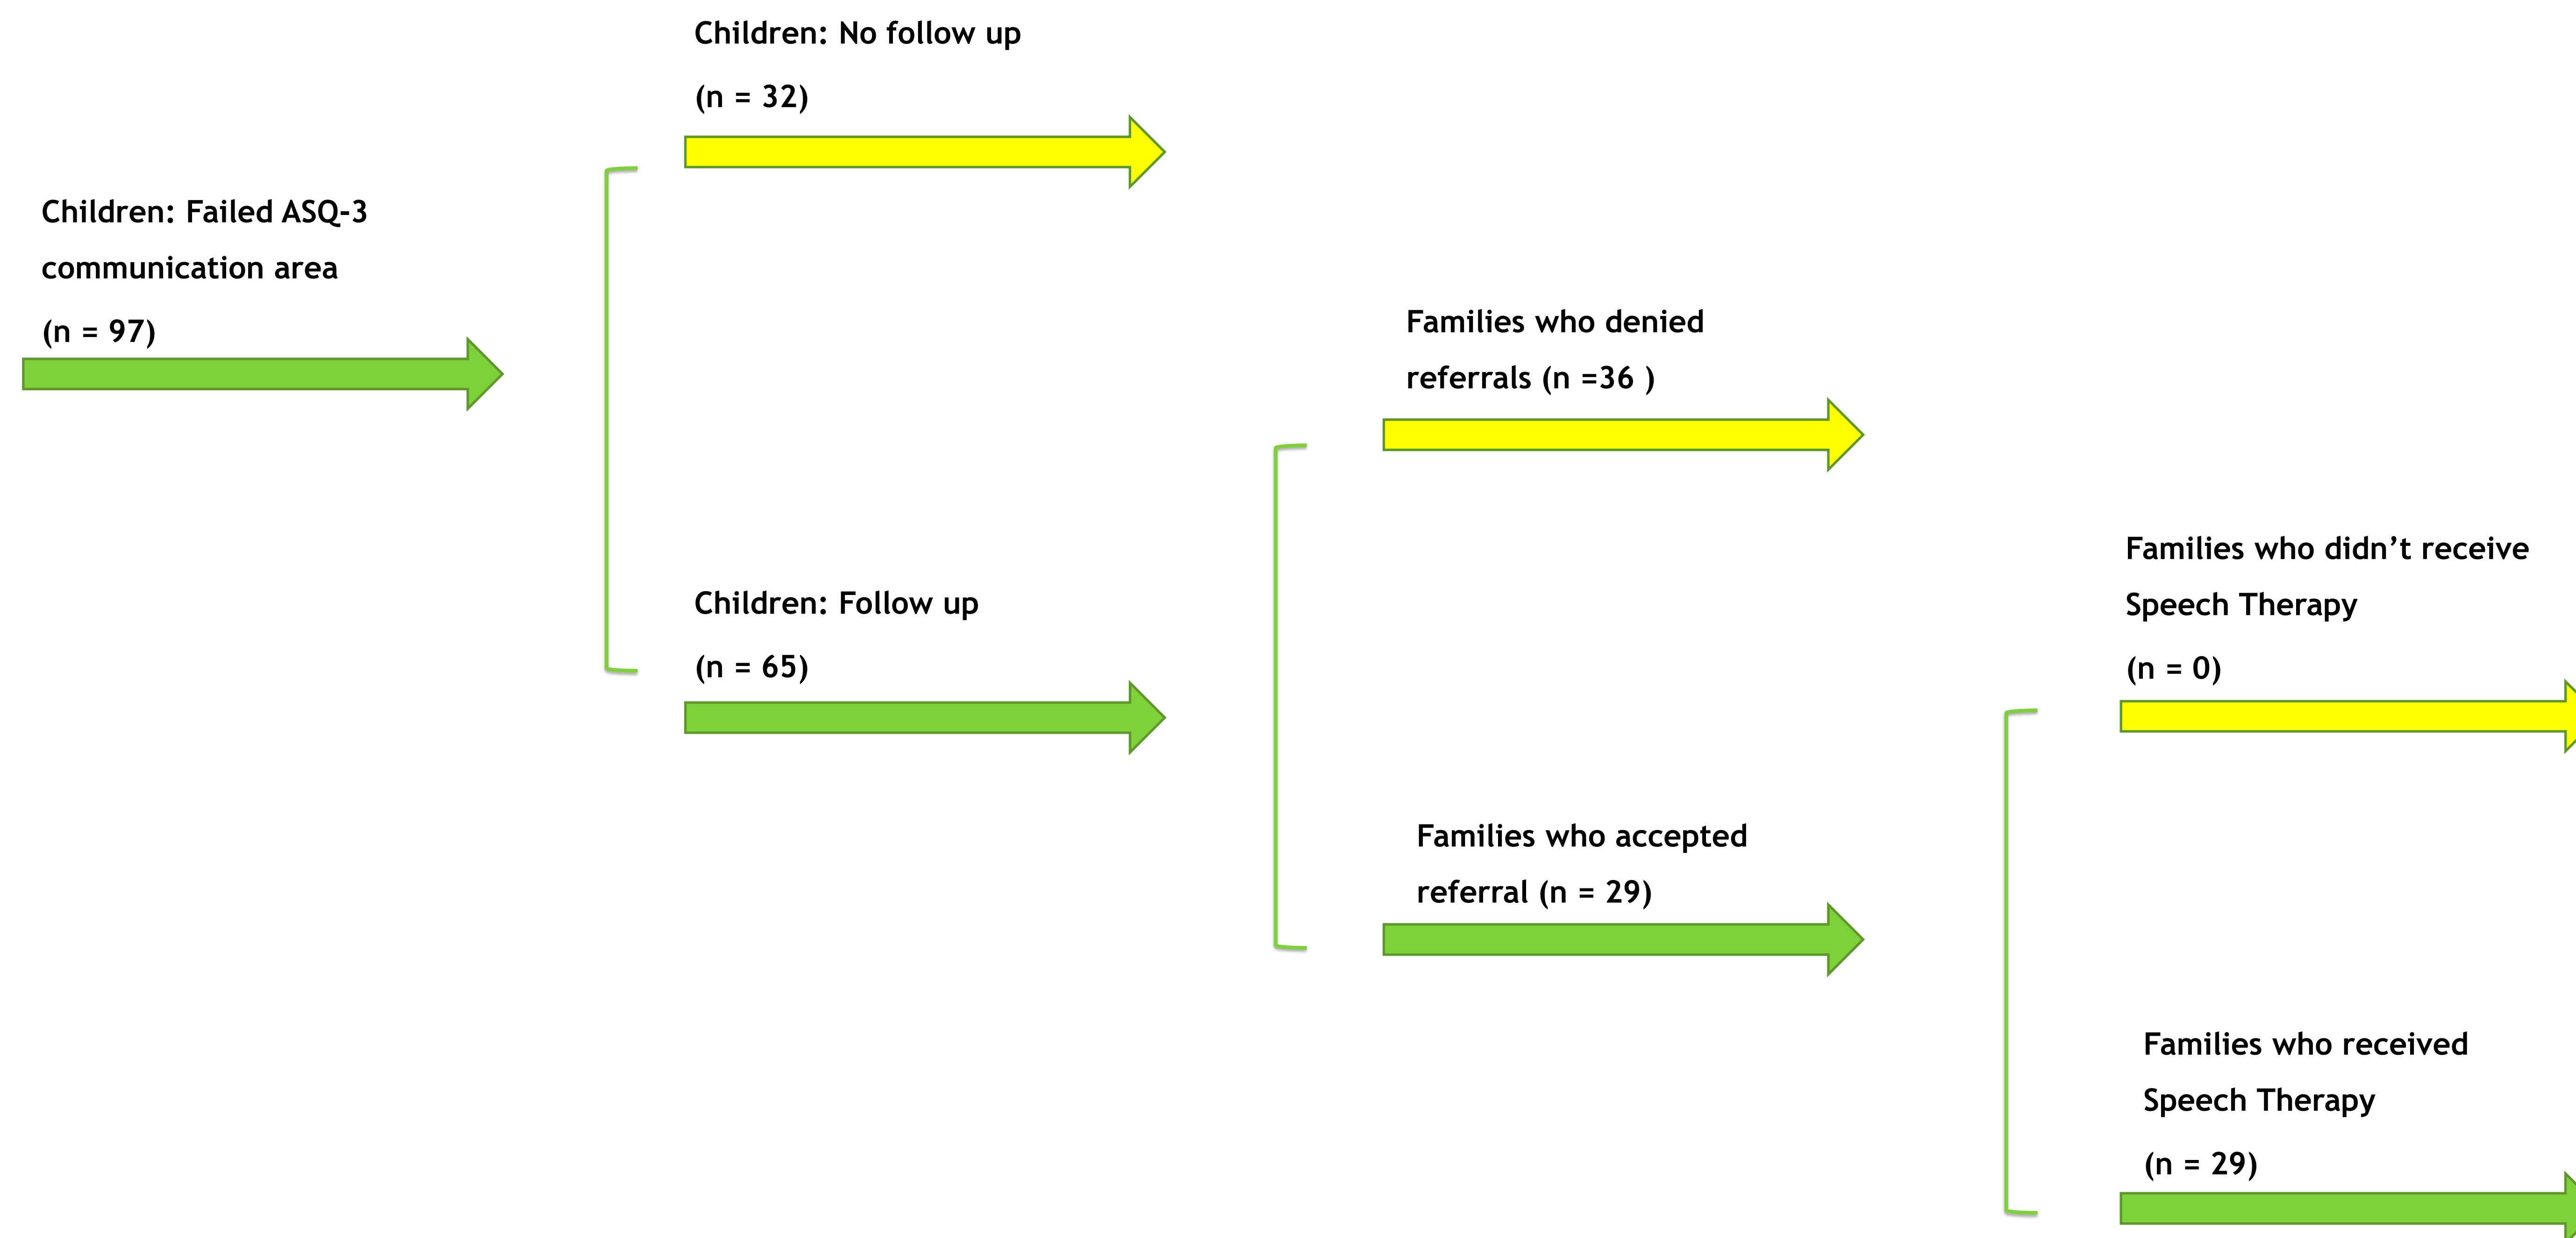 Children: No follow up
(n = 32)
Children: Failed ASQ-3
communication area
(n = 97)
Families who denied
referrals (n =36 )
Children: Follow up
(n = 65)
Families who didn’t receive
Speech Therapy
(n = 0)
Families who accepted
referral (n = 29)
Families who received
Speech Therapy
(n = 29)